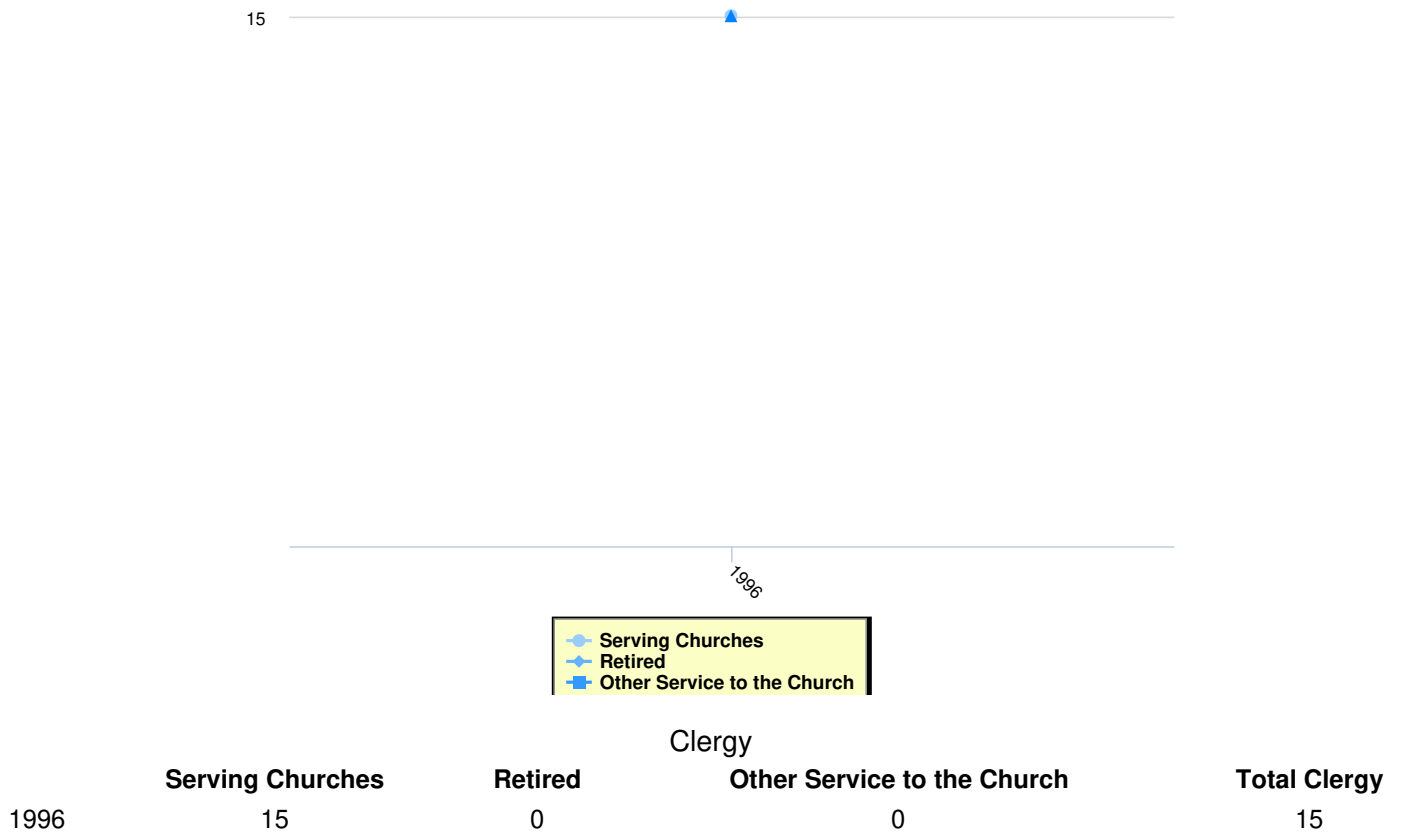 15
1996
Serving Churches
Retired
Other Service to the Church
Clergy
Serving Churches Retired Other Service to the Church Total Clergy
1996 15 0 0 15